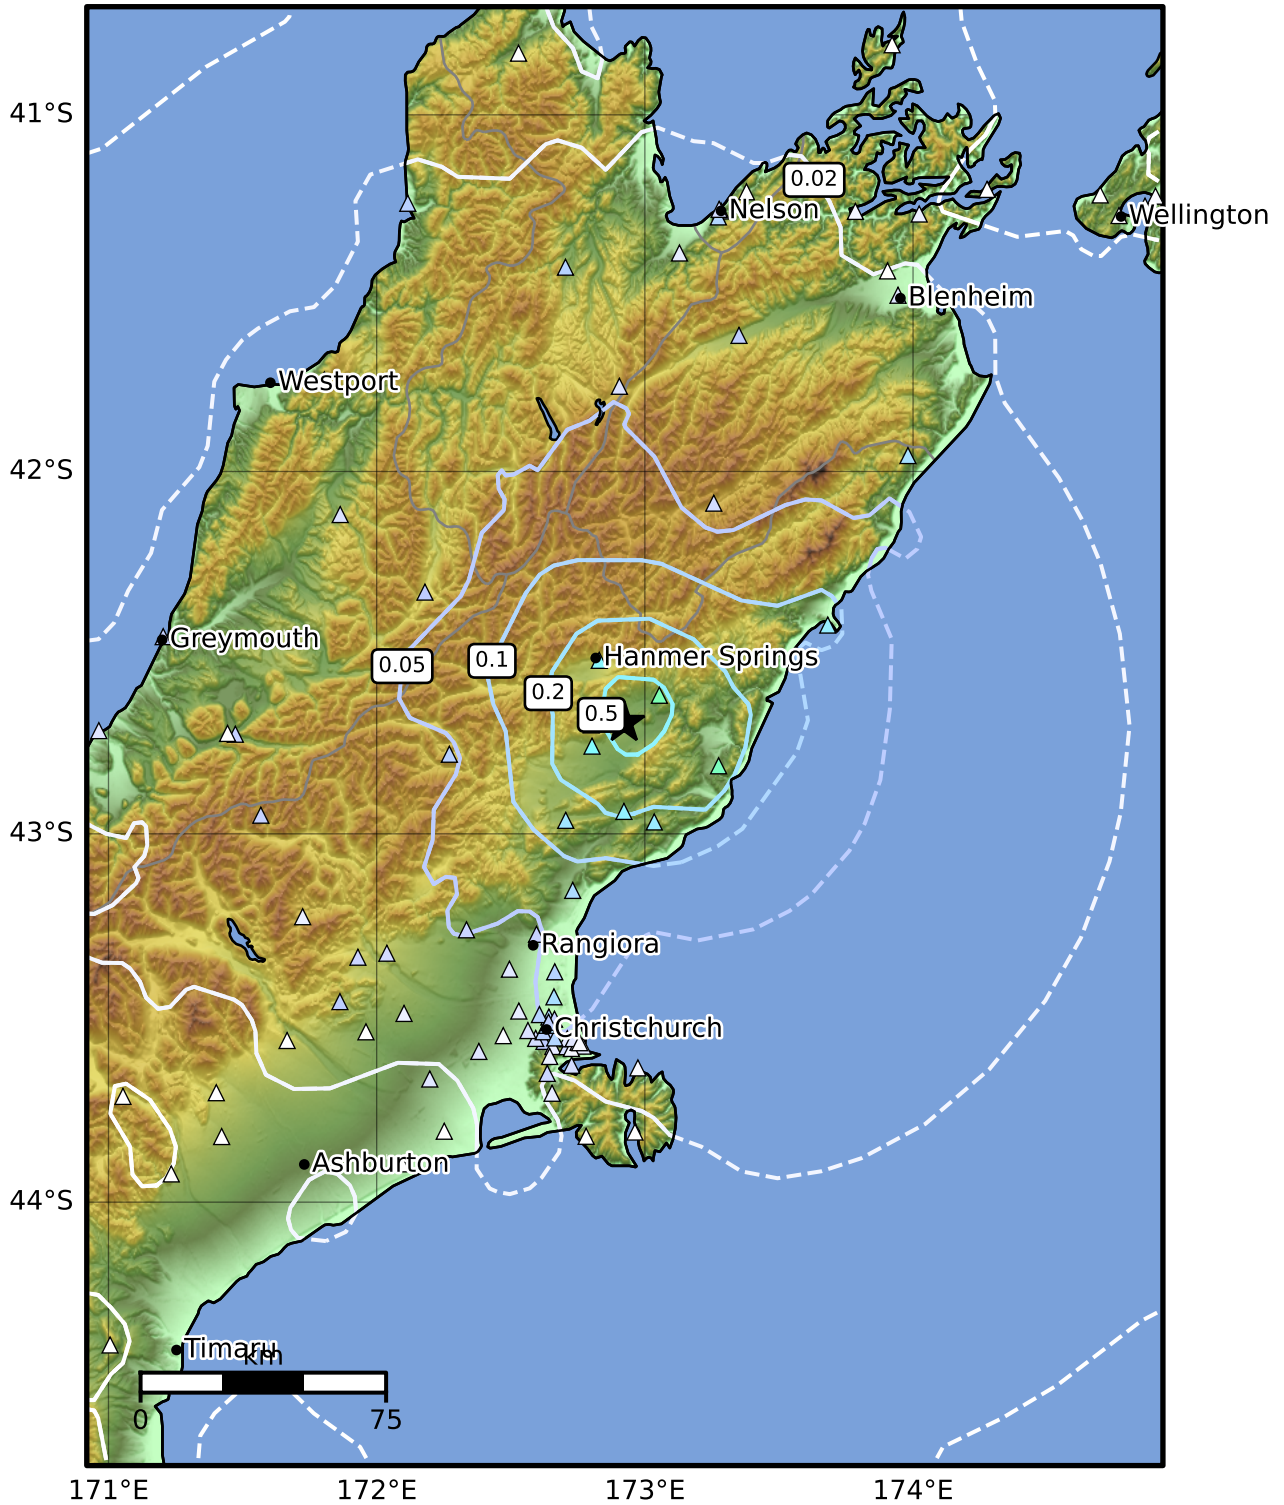 41°S
0.02
Nelson
Wellington
Blenheim
Westport
42°S
Greymouth
Hanmer Springs
0.05
0.1
0.2
0.5
43°S
Rangiora
Christchurch
Ashburton
44°S
Timaru
km
0 75
171°E 172°E 173°E 174°E